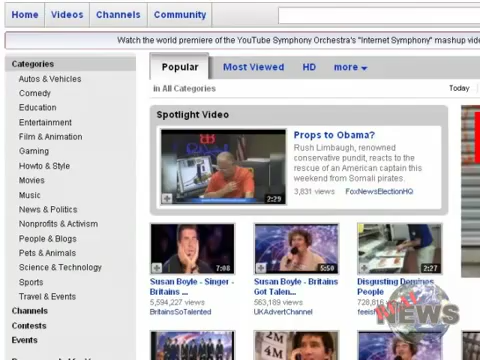 Home
Videos
Channels
Community
Watch the world premiere of the YouTube Symphony Orchestra's "Internet Symphony" mashup vide
Categories
Autos & Vehicles
Comedy
Education
Entertainment
Film & Animation
Gaming
Howto & Style
Movies
Music
News & Politics
Nonprofits & Activism
People & Blogs
Pets & Animals
Science & Technology
Sports
Travel & Events
Channels
Contests
Events
Popular
Most Viewed
HD
more
in All Categories
Today
Spotlight Video
2:29
Props to Obama?
Rush Limbaugh, renowned
conservative pundit, reacts to the
rescue of an American captain this
weekend from Somali pirates.
3,831 views FoxNewsElectionHQ
7:08
Susan Boyle - Singer -
Britains ...
5,594,227 views
BritainsSoTalented
5:50
Susan Boyle - Britains
Got Talen...
563,189 views
UKAdvertChannel
2:27
Disgusting Dominos
People
NEWS
2M
4M